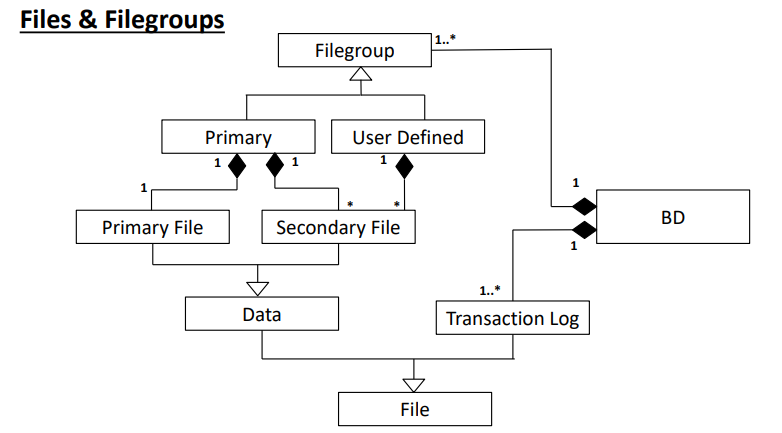 Files & Filegroups
Filegroup
1..*
Primary
User Defined
1
1
1
1
*
*
1
Primary File
Secondary File
BD
1
1..*
Data
Transaction Log
File